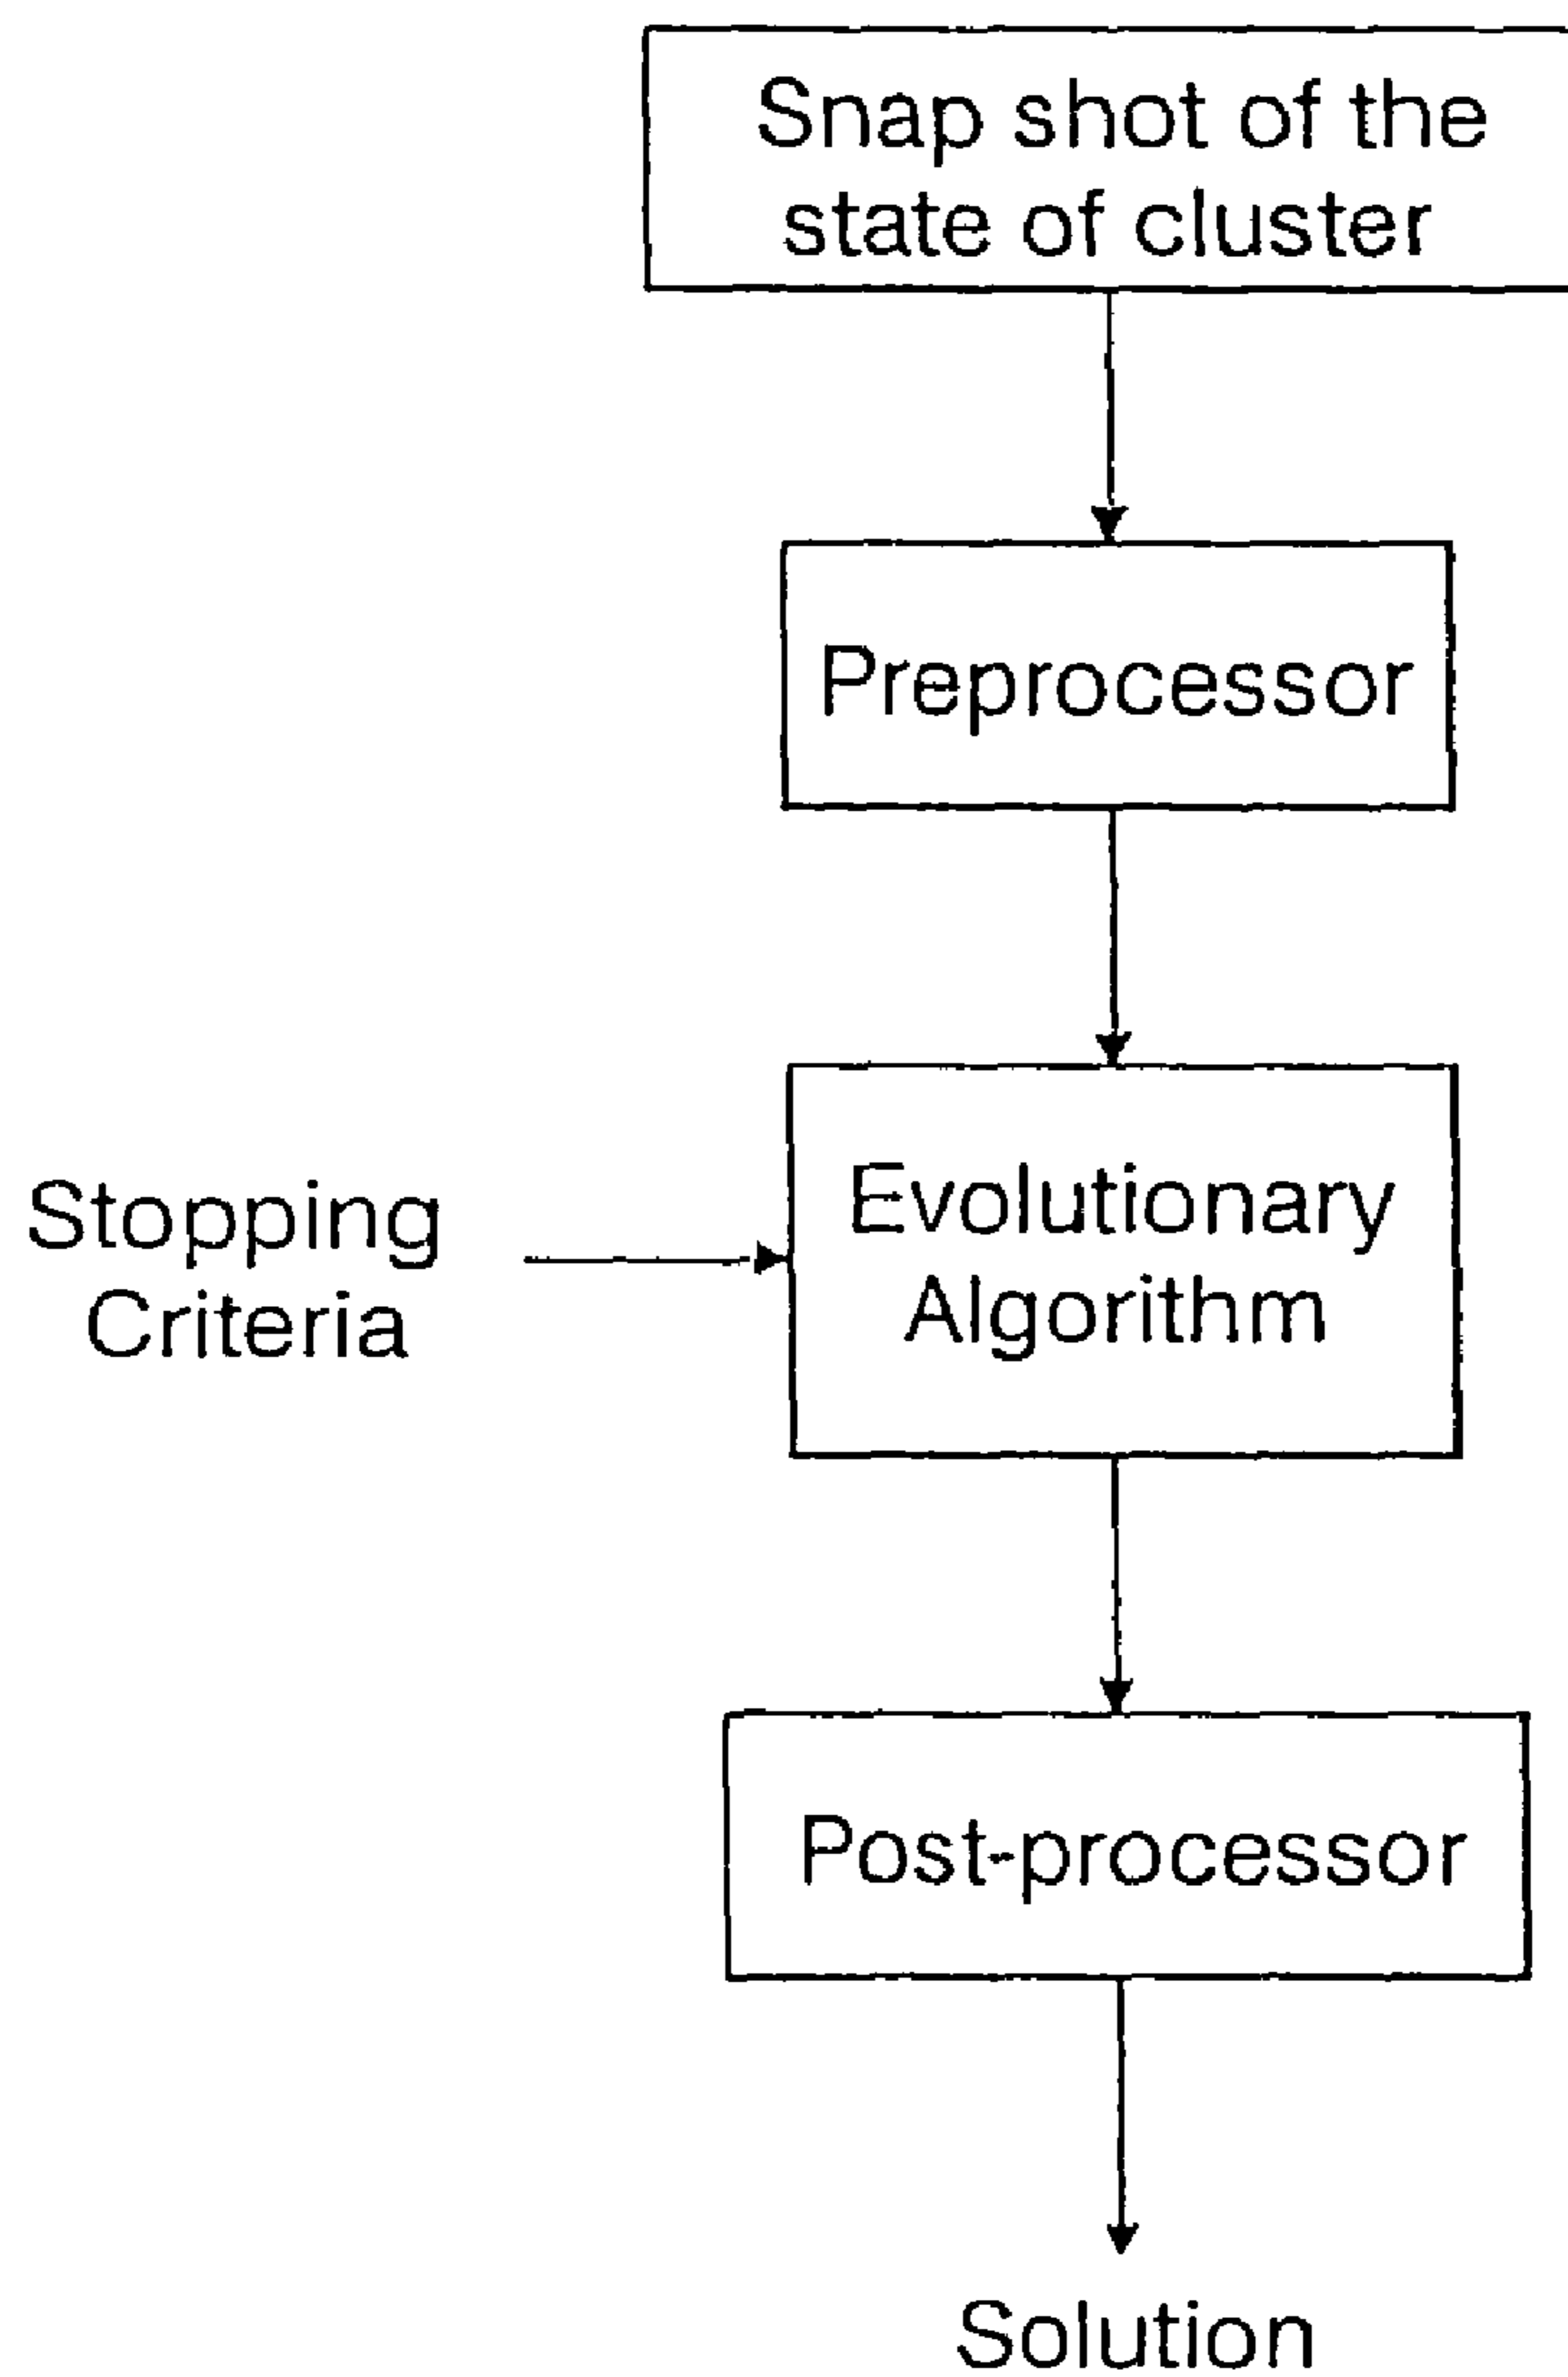 Snap shot of the
state of cluster
Preprocessor
Stopping
Criteria
Evolutionary
Algorithm
Post-processor
Solution